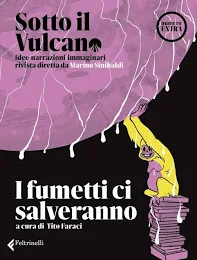 Sotto il
Vulcano
idee narrazioni immaginari
rivista diretta da Marino Sinibaldi
numero
EXTRA
I fumetti ci
salveranno
a cura di Tito Faraci
Feltrinelli